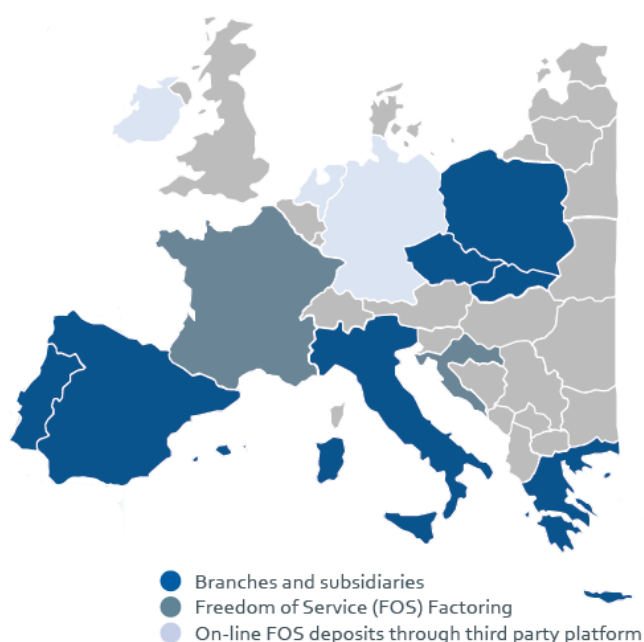 Branches and subsidiaries
Freedom of Service (FOS) Factoring
On-line FOS deposits through third party platform